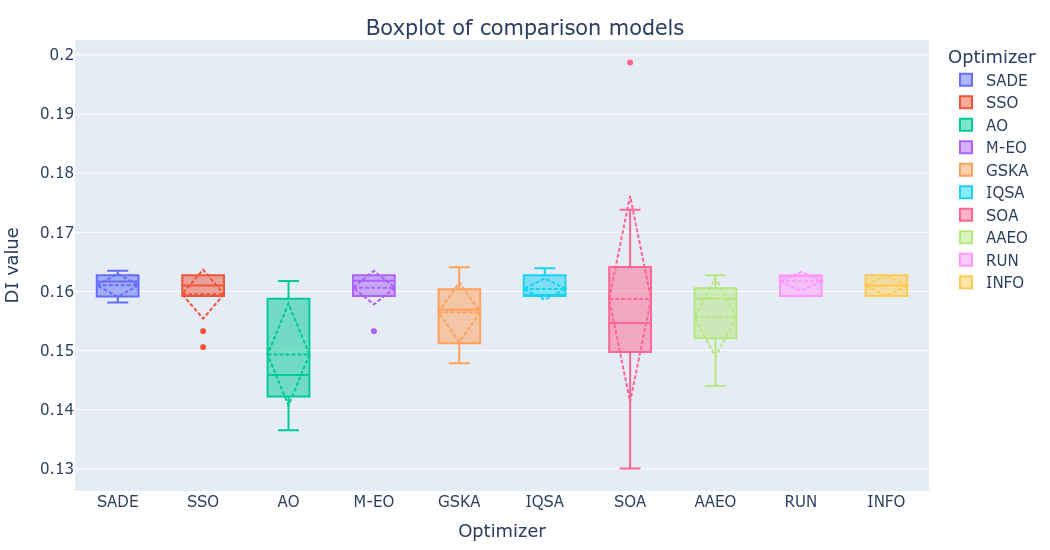 Boxplot of comparison models
DI value
0.2
0.19
0.18
0.17
0.16
0.15
0.14
0.13
SADE SSO AO M-EO GSKA IQSA SOA AAEO RUN INFO
Optimizer
Optimizer
SADE
SSO
AO
M-EO
GSKA
IQSA
SOA
AAEO
RUN
INFO